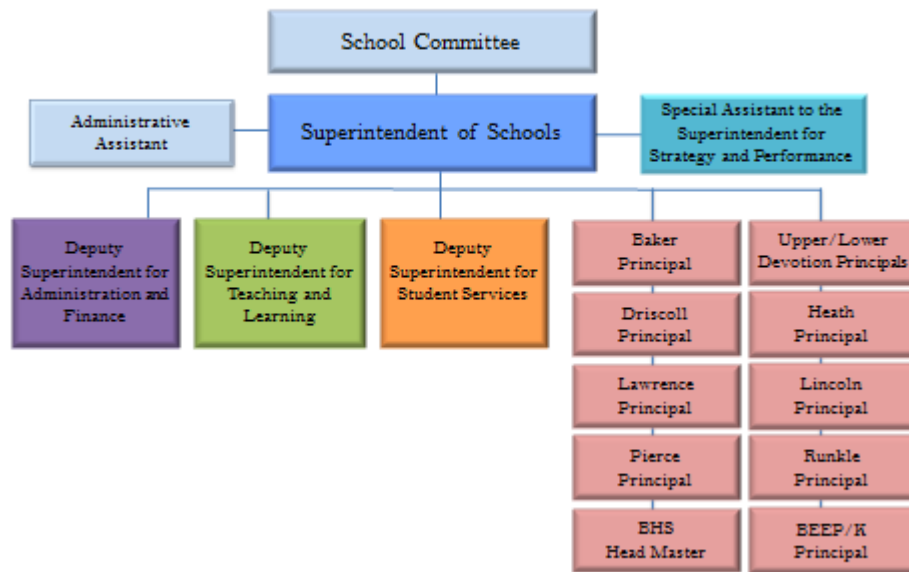 School Committee
Administrative
Assistant
Superintendent of Schools
Special Assistant to the
Superintendent for
Strategy and Performance
Deputy
Superintendent for
Administration and
Finance
Deputy
Superintendent for
Teaching and
Learning
Deputy
Superintendent for
Student Services
Baker
Principal
Driscoll
Principal
Lawrence
Principal
Pierce
Principal
BHS
Head Master
Upper/Lower
Devotion Principals
Heath
Principal
Lincoln
Principal
Runkle
Principal
BEEP/K
Principal